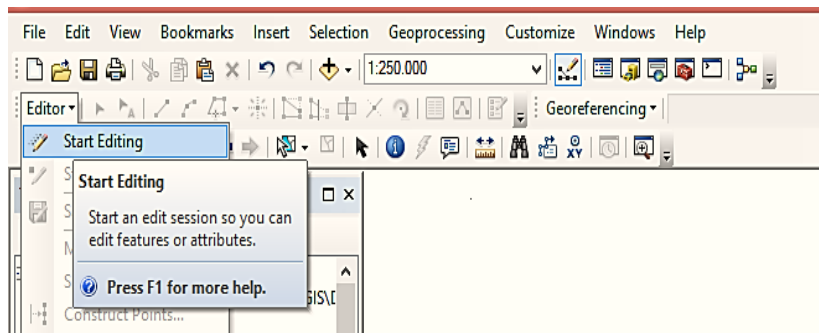 File Edit View Bookmarks Insert Selection Geoprocessing Customize Windows Help
1:250.000
Editor Georeferencing
Start Editing
Start Editing
Start an edit session so you can
edit features or attributes.
Press F1 for more help.
Construct Points...